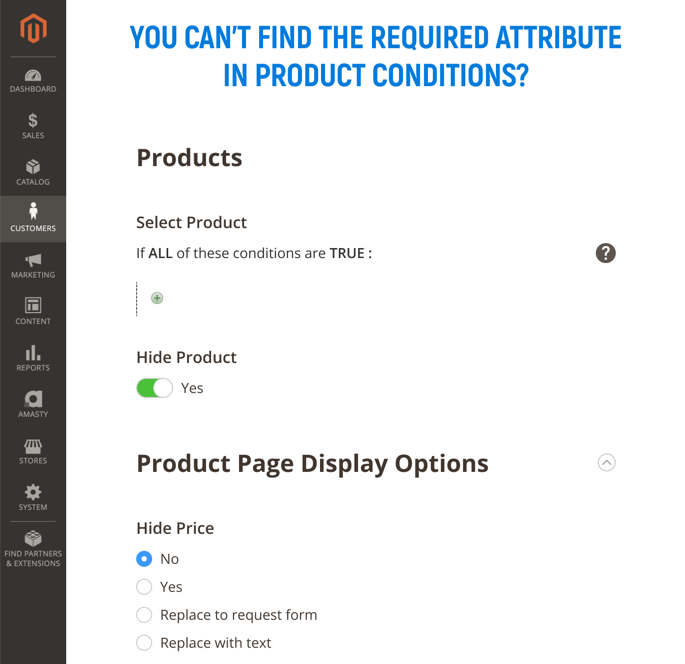 YOU CAN'T FIND THE REQUIRED ATTRIBUTE
IN PRODUCT CONDITIONS?
DASHBOARD
$
SALES
CATALOG
CUSTOMERS
MARKETING
CONTENT
REPORTS
AMASTY
STORES
SYSTEM
FIND PARTNERS
& EXTENSIONS
Products
Select Product
If ALL of these conditions are TRUE :
?
Hide Product
Yes
Product Page Display Options
Hide Price
No
Yes
Replace to request form
Replace with text